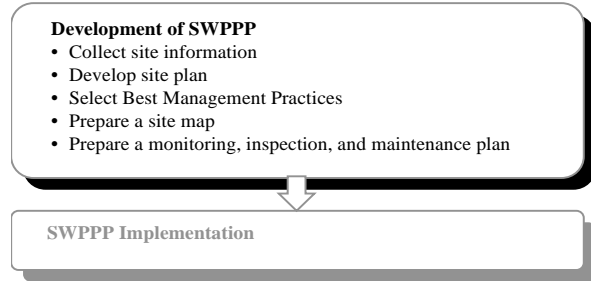 Development of SWPPP
• Collect site information
• Develop site plan
• Select Best Management Practices
• Prepare a site map
• Prepare a monitoring, inspection, and maintenance plan
SWPPP Implementation